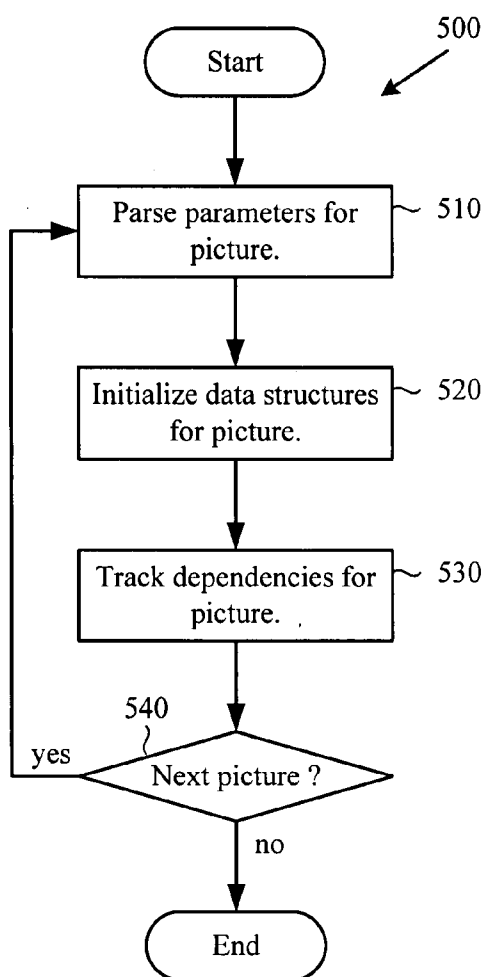 500
Start
Parse parameters for
picture.
510
Initialize data structures
for picture.
520
Track dependencies for
picture.
530
540
yes
Next picture ?
no
End